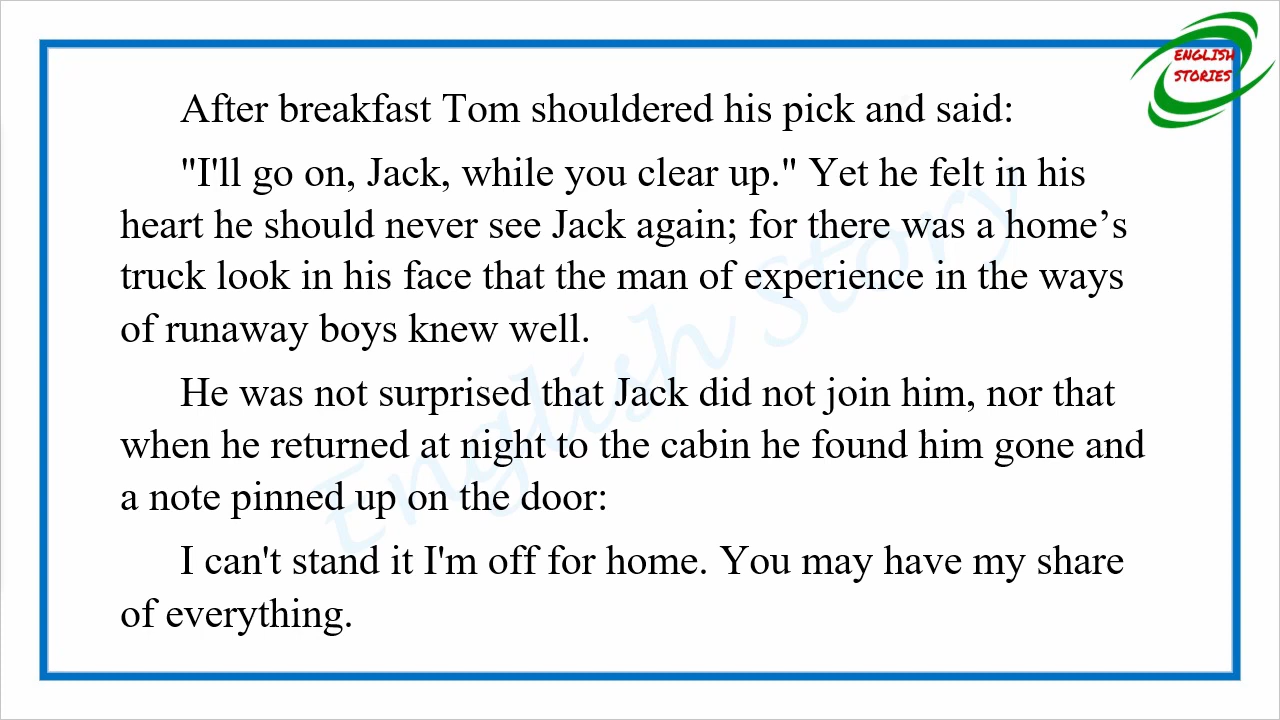 ENGLISH
STORIES
After breakfast Tom shouldered his pick and said:
"I'll go on, Jack, while you clear up." Yet he felt in his
heart he should never see Jack again; for there was a home’s
truck look in his face that the man of experience in the ways
of runaway boys knew well.
He was not surprised that Jack did not join him, nor that
when he returned at night to the cabin he found him gone and
a note pinned up on the door:
I can't stand it I'm off for home. You may have my share
of everything.
English Story